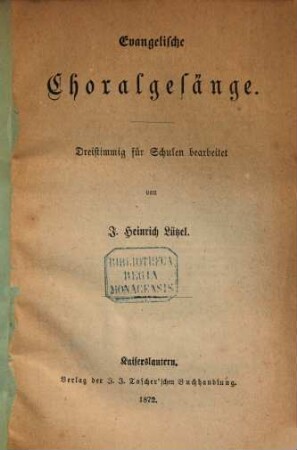 Evangelische
Choralgesänge.
Dreistimmig für Schulen bearbeitet
von
J. Heinrich Lützel.
BIBLIOTHECA
REGIA
MONACENSIS.
Kaiserslautern.
Verlag der J. J. Tascher'schen Buchhandlung.
1872.